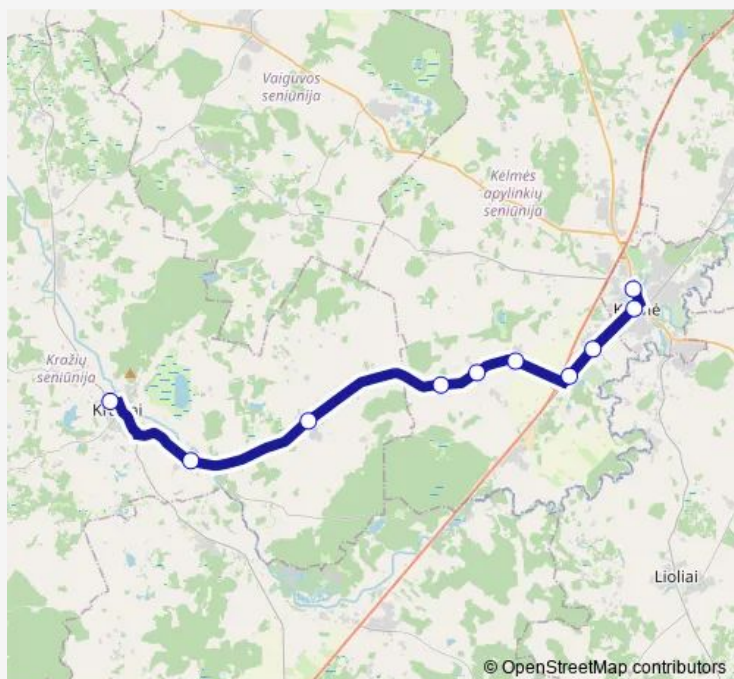 Vaiguvos
seniūnija
Kelmės
apylinkių
seniūnija
Kražių
seniūnija
Lioliai
© OpenStreetMap contributors